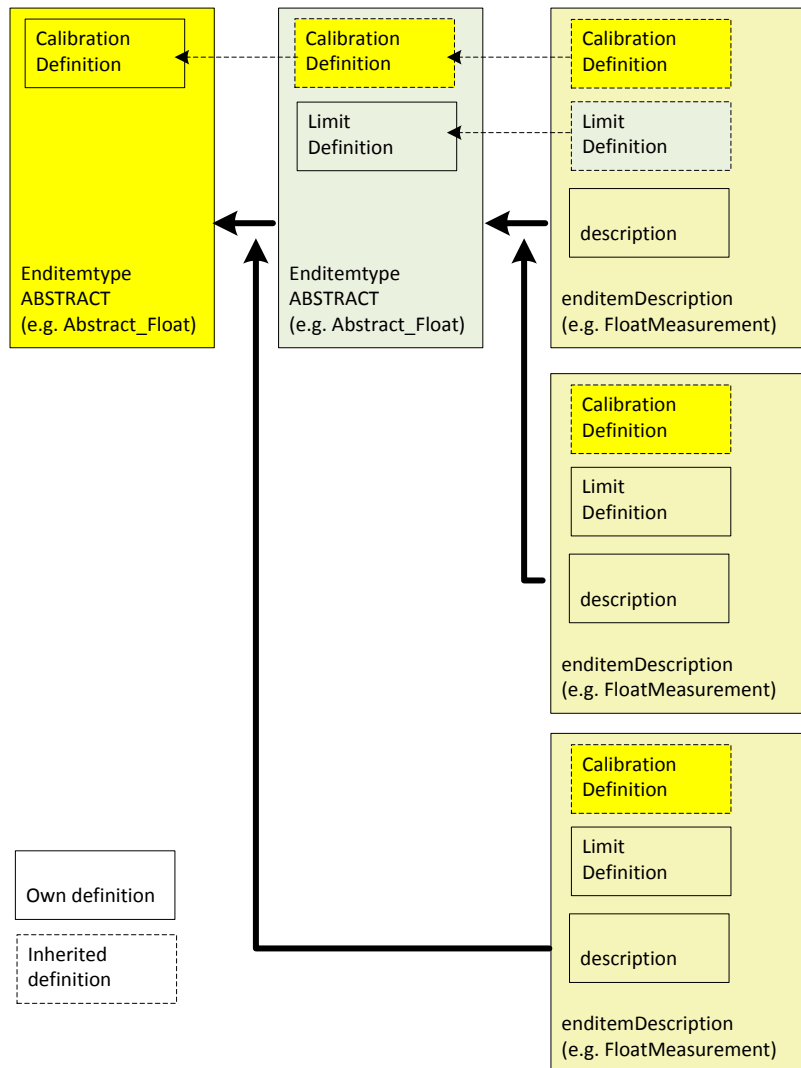 Calibration
Definition
Enditemtype
ABSTRACT
(e.g. Abstract_Float)
Calibration
Definition
Limit
Definition
Enditemtype
ABSTRACT
(e.g. Abstract_Float)
Calibration
Definition
Limit
Definition
description
enditemDescription
(e.g. FloatMeasurement)
Calibration
Definition
Limit
Definition
description
enditemDescription
(e.g. FloatMeasurement)
Calibration
Definition
Limit
Definition
description
enditemDescription
(e.g. FloatMeasurement)
Own definition
Inherited
definition